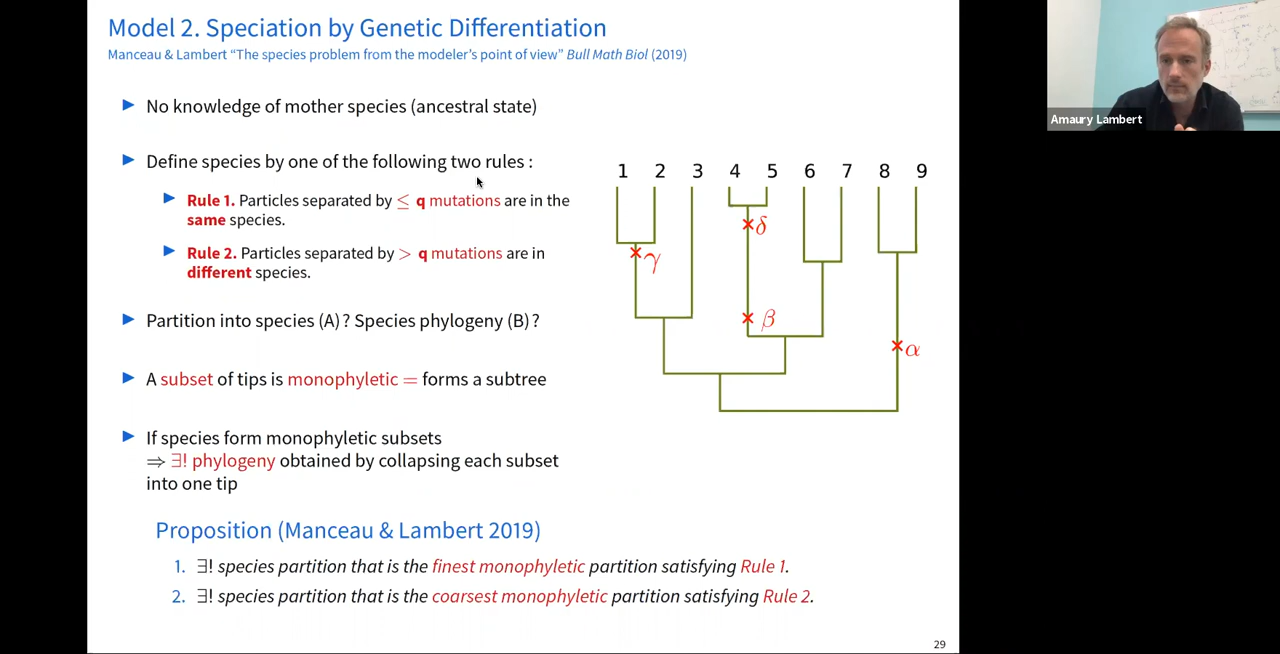 Model 2. Speciation by Genetic Differentiation
Manceau & Lambert “The species problem from the modeler’s point of view” Bull Math Biol (2019)
No knowledge of mother species (ancestral state)
Define species by one of the following two rules :
Rule 1. Particles separated by ≤ q mutations are in the
same species.
Rule 2. Particles separated by > q mutations are in
different species.
Partition into species (A) ? Species phylogeny (B) ?
A subset of tips is monophyletic = forms a subtree
If species form monophyletic subsets
⇒ ∃! phylogeny obtained by collapsing each subset
into one tip
1 2 3 4 5 6 7 8 9
δ
γ
β
α
Proposition (Manceau & Lambert 2019)
1. ∃! species partition that is the finest monophyletic partition satisfying Rule 1.
2. ∃! species partition that is the coarsest monophyletic partition satisfying Rule 2.
29
Amaury Lambert